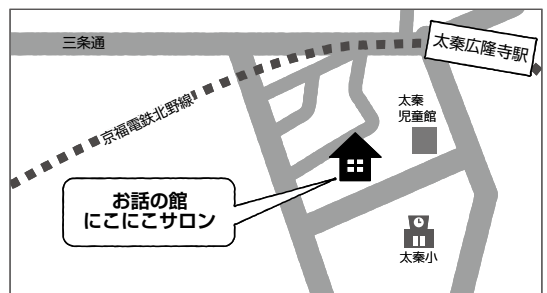 三条通
太秦広隆寺駅
京福電鉄北野線
太秦
児童館
お話の館
にこにこサロン
太秦小